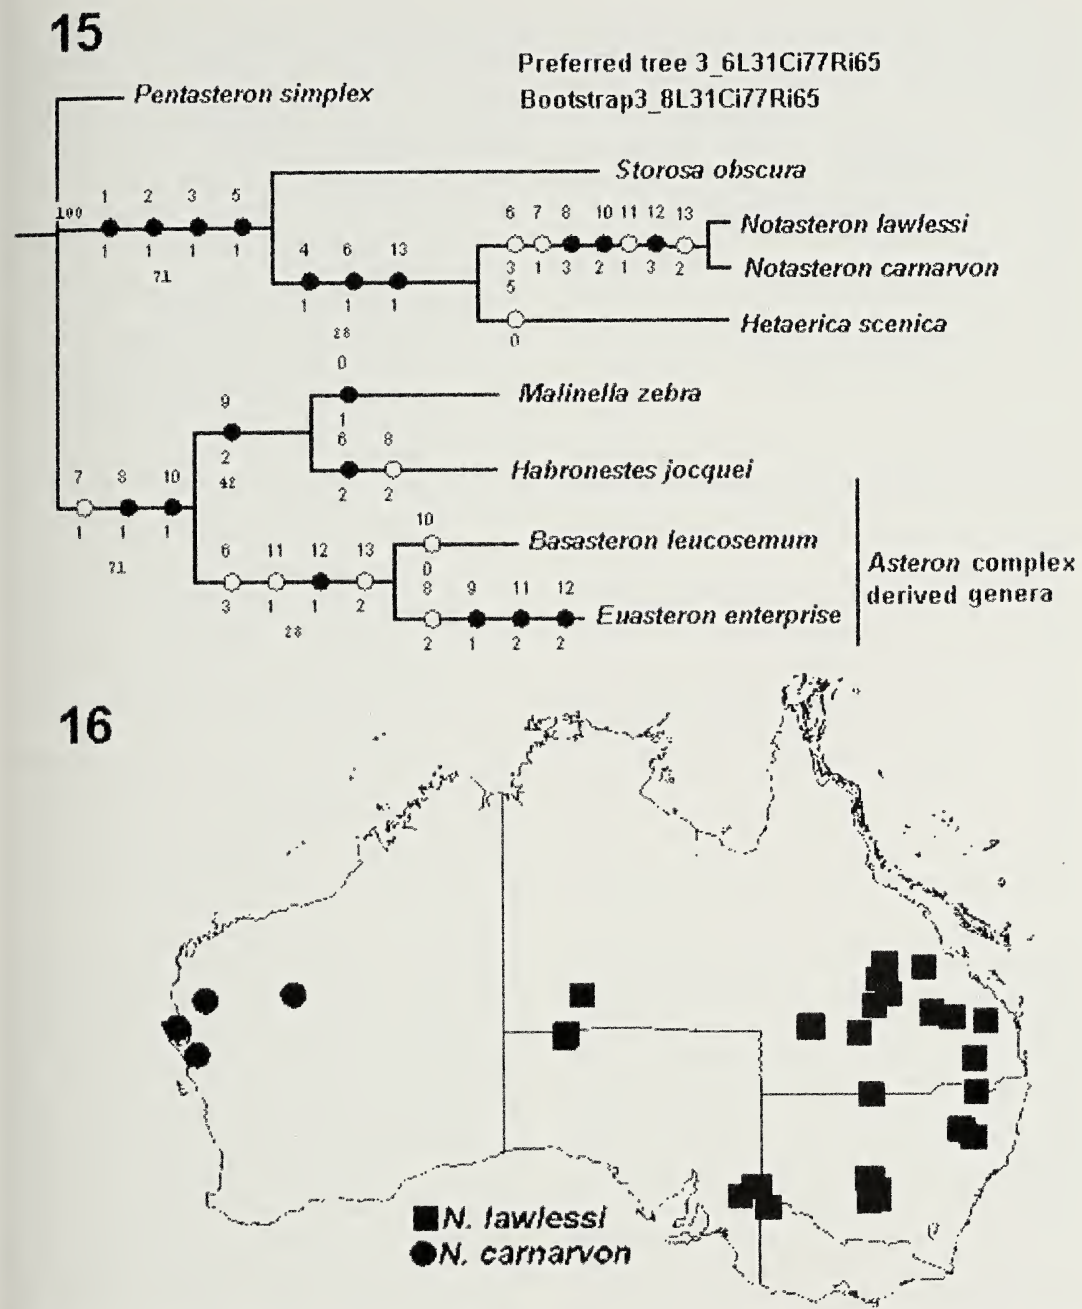 15
Preferred tree 3_6L31Ci77Ri65
Bootstrap3_8L31Ci77Ri65
Pentasteron simplex
Storosa obscura
1 2 3 5
100
1 1 1 1
71
6 7 8 10 11 12 13
Notasteron lawlessi
3 1 3 2 1 3 2
Notasteron carnarvon
4 6 13
1 1 1
28
5
0
Hetaerica scenica
9
2
42
0
1
Malinella zebra
6 8
2 2
Habronestes jocquei
7 8 10
1 1 1
71
6 11 12 13
3 1 1 2
28
10
0
Basasteron leucosemum
8 9 11 12
2 1 2 2
Euasteron enterprise
Asteron complex
derived genera
16
N. lawlessi
N. carnarvon